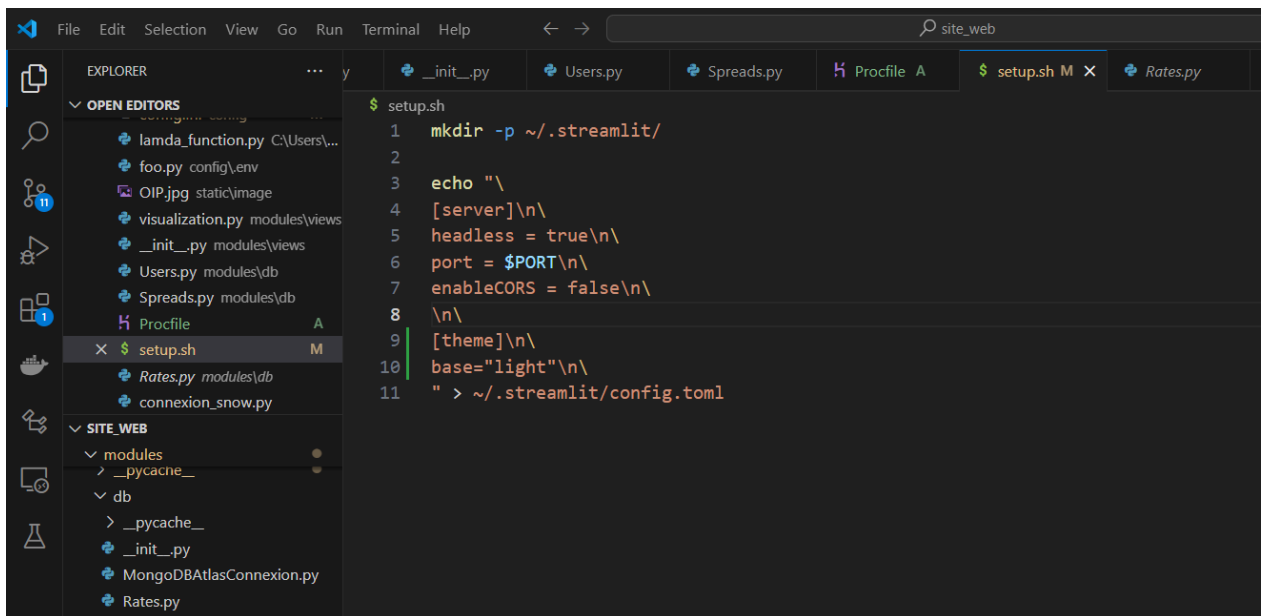 File Edit Selection View Go Run Terminal Help
site_web
EXPLORER
y
__init__.py
Users.py
Spreads.py
Procfile A
setup.sh M
Rates.py
OPEN EDITORS
lamda_function.py C:\Users\...
foo.py config\.env
OIP.jpg static\image
visualization.py modules\views
__init__.py modules\views
Users.py modules\db
Spreads.py modules\db
Procfile A
setup.sh M
Rates.py modules\db
connexion_snow.py
SITE_WEB
modules
__pycache__
db
__pycache__
__init__.py
MongoDBAtlasConnexion.py
Rates.py
11
1
$ setup.sh
1 mkdir -p ~/.streamlit/
2
3 echo "\
4 [server]\n\
5 headless = true\n\
6 port = $PORT\n\
7 enableCORS = false\n\
8 \n\
9 [theme]\n\
10 base="light"\n\
11 " > ~/.streamlit/config.toml